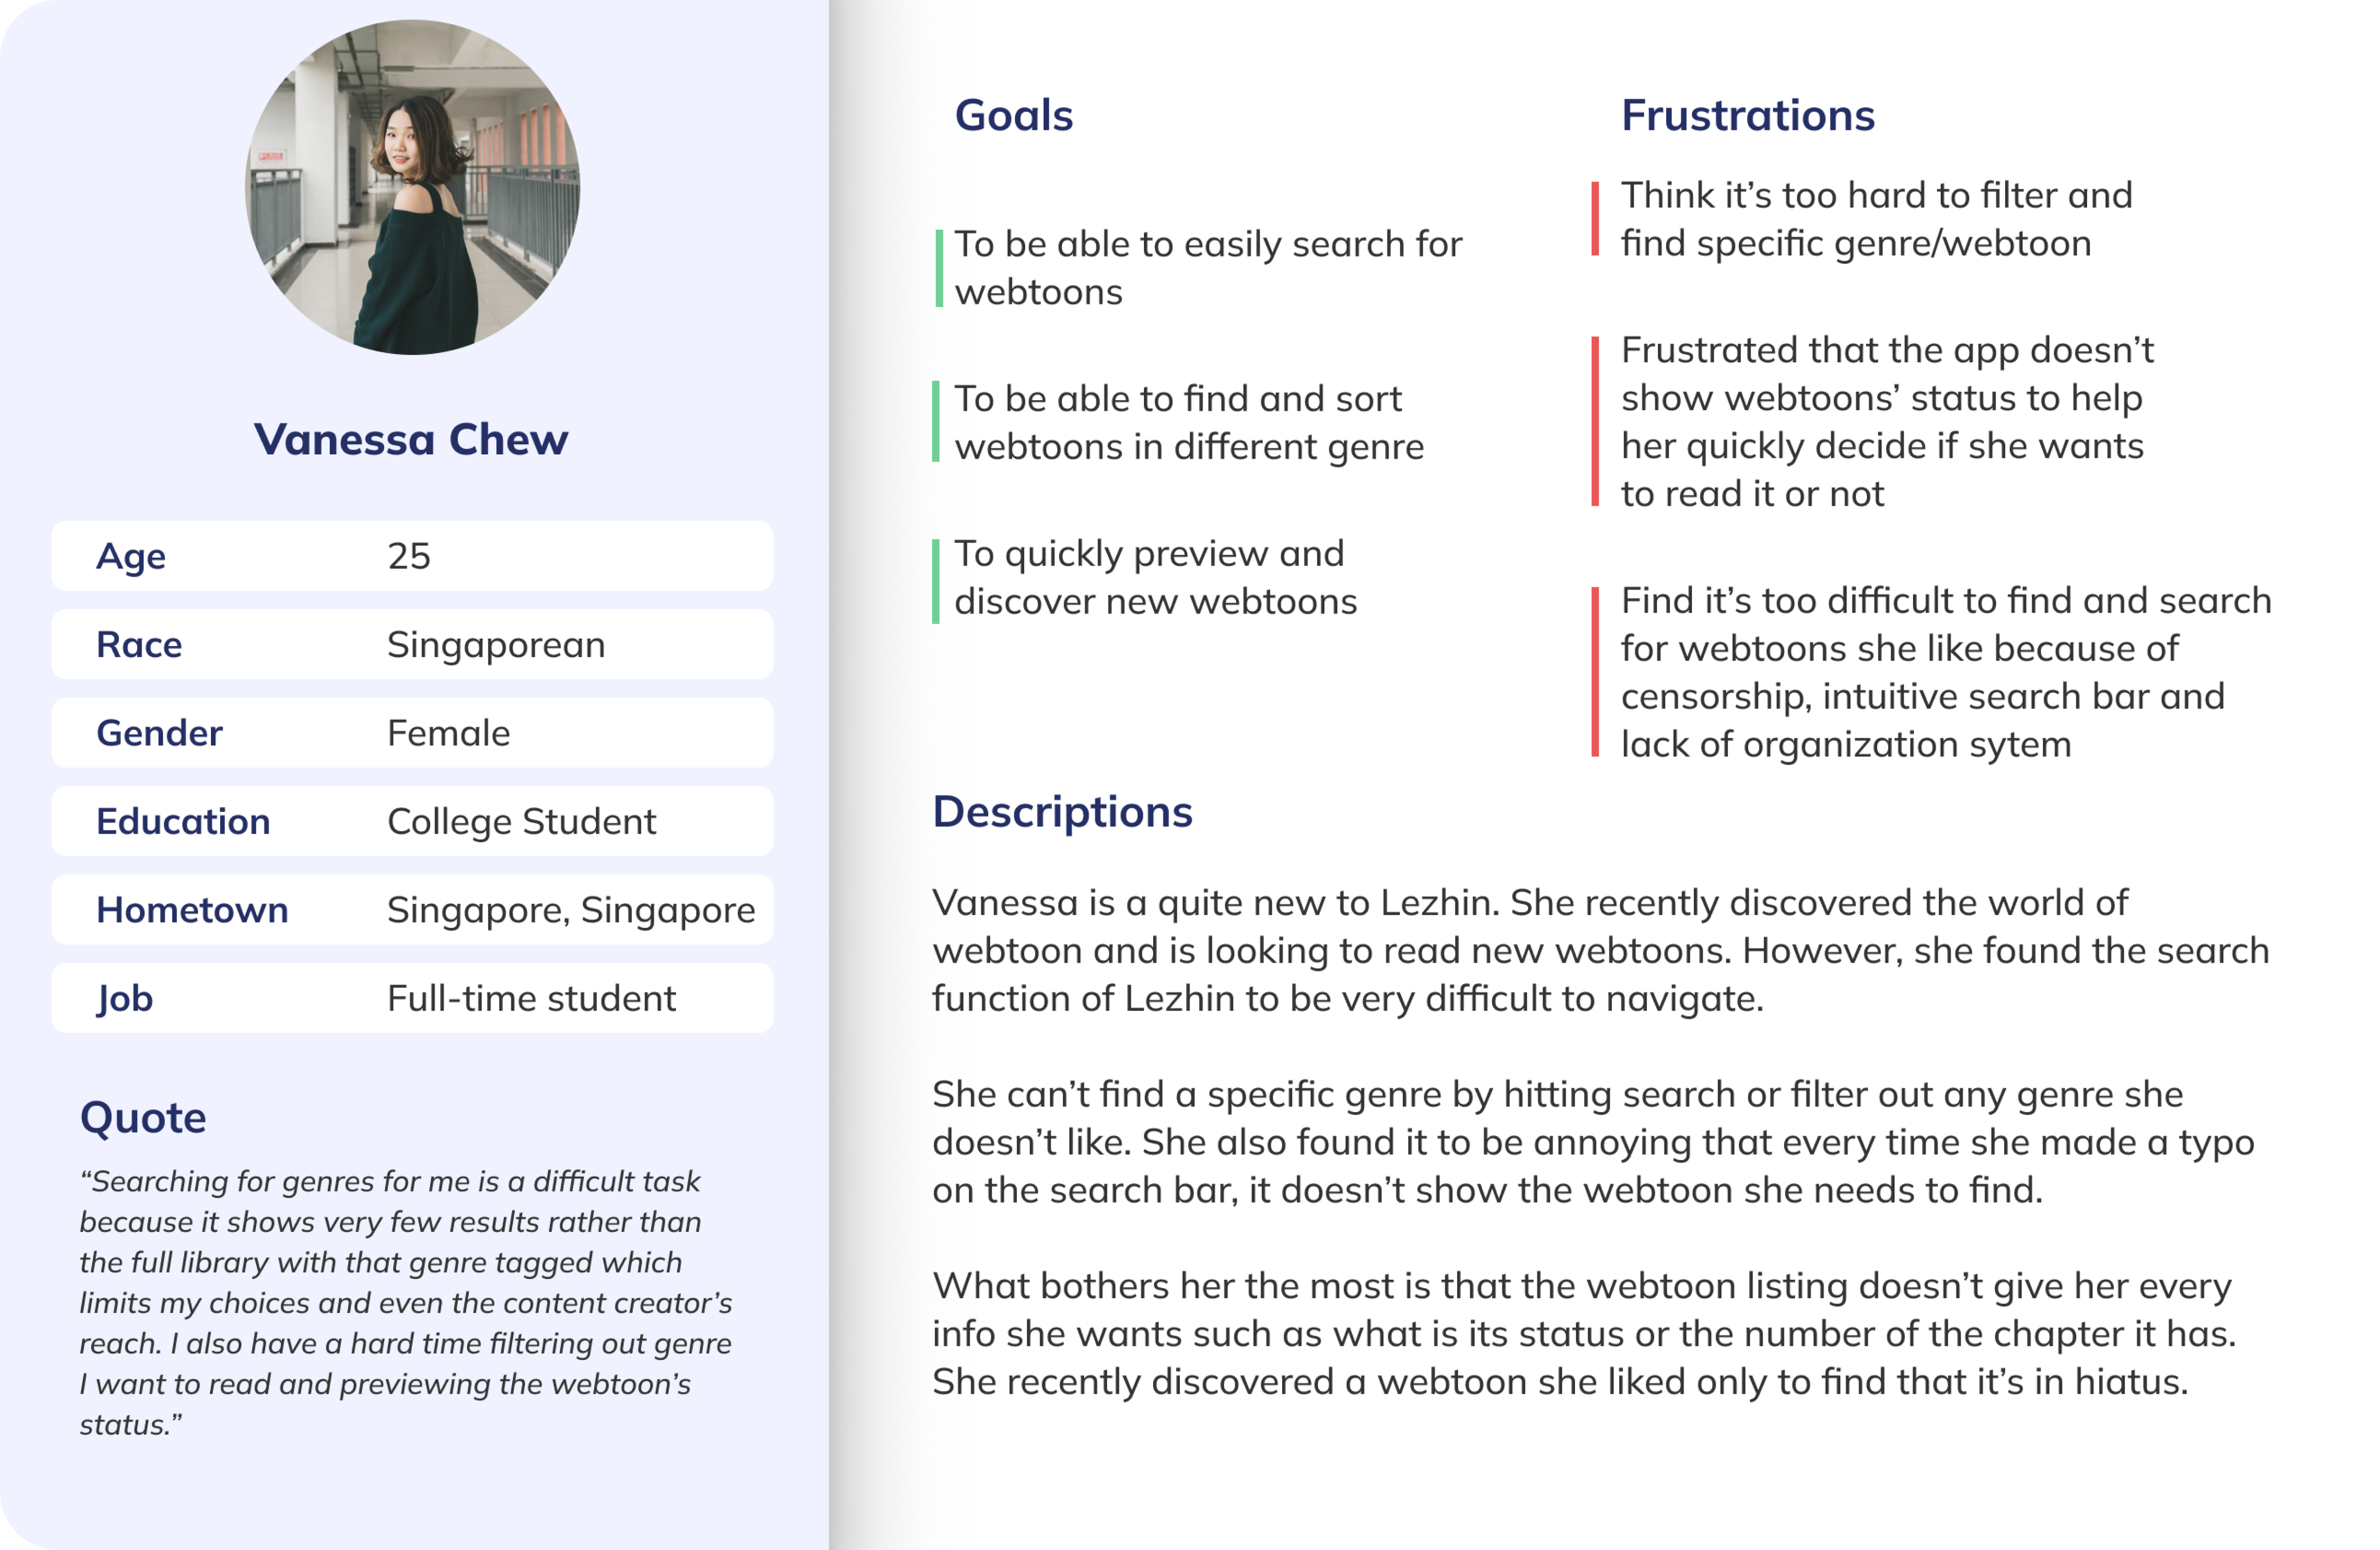 Vanessa Chew
Age 25
Race Singaporean
Gender Female
Education College Student
Hometown Singapore, Singapore
Job Full-time student
Quote
“Searching for genres for me is a difficult task
because it shows very few results rather than
the full library with that genre tagged which
limits my choices and even the content creator’s
reach. I also have a hard time filtering out genre
I want to read and previewing the webtoon’s
status.”
Goals
To be able to easily search for
webtoons
To be able to find and sort
webtoons in different genre
To quickly preview and
discover new webtoons
Frustrations
Think it’s too hard to filter and
find specific genre/webtoon
Frustrated that the app doesn’t
show webtoons’ status to help
her quickly decide if she wants
to read it or not
Find it’s too difficult to find and search
for webtoons she like because of
censorship, intuitive search bar and
lack of organization sytem
Descriptions
Vanessa is a quite new to Lezhin. She recently discovered the world of
webtoon and is looking to read new webtoons. However, she found the search
function of Lezhin to be very difficult to navigate.
She can’t find a specific genre by hitting search or filter out any genre she
doesn’t like. She also found it to be annoying that every time she made a typo
on the search bar, it doesn’t show the webtoon she needs to find.
What bothers her the most is that the webtoon listing doesn’t give her every
info she wants such as what is its status or the number of the chapter it has.
She recently discovered a webtoon she liked only to find that it’s in hiatus.